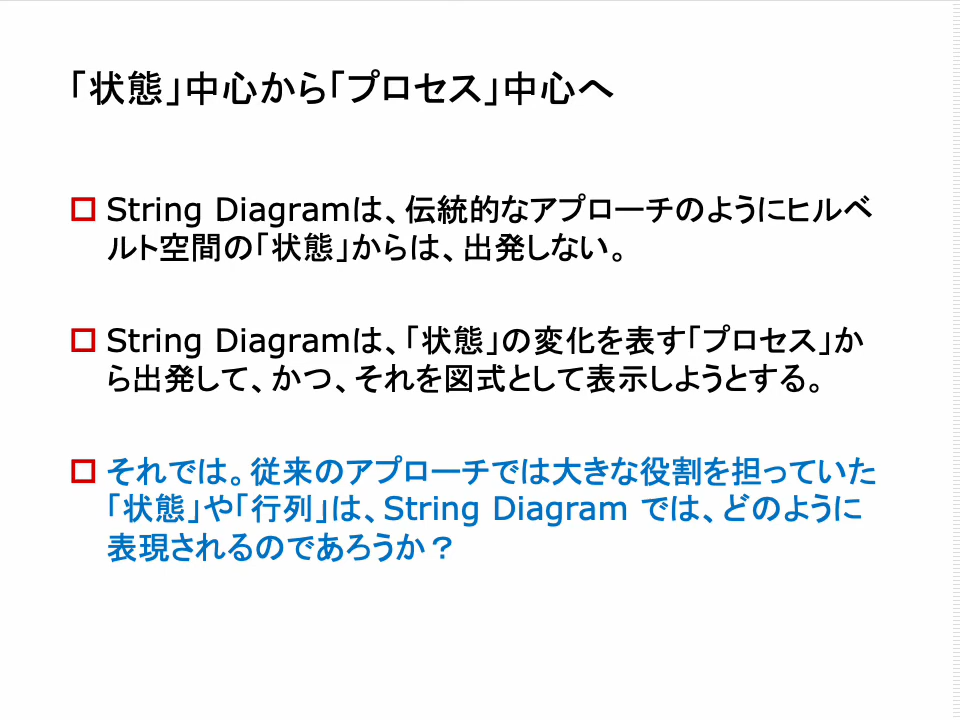 「状態」中心から「プロセス」中心へ
String Diagramは、伝統的なアプローチのようにヒルベ
ルト空間の「状態」からは、出発しない。
String Diagramは、「状態」の変化を表す「プロセス」か
ら出発して、かつ、それを図式として表示しようとする。
それでは。従来のアプローチでは大きな役割を担っていた
「状態」や「行列」は、String Diagram では、どのように
表現されるのであろうか？